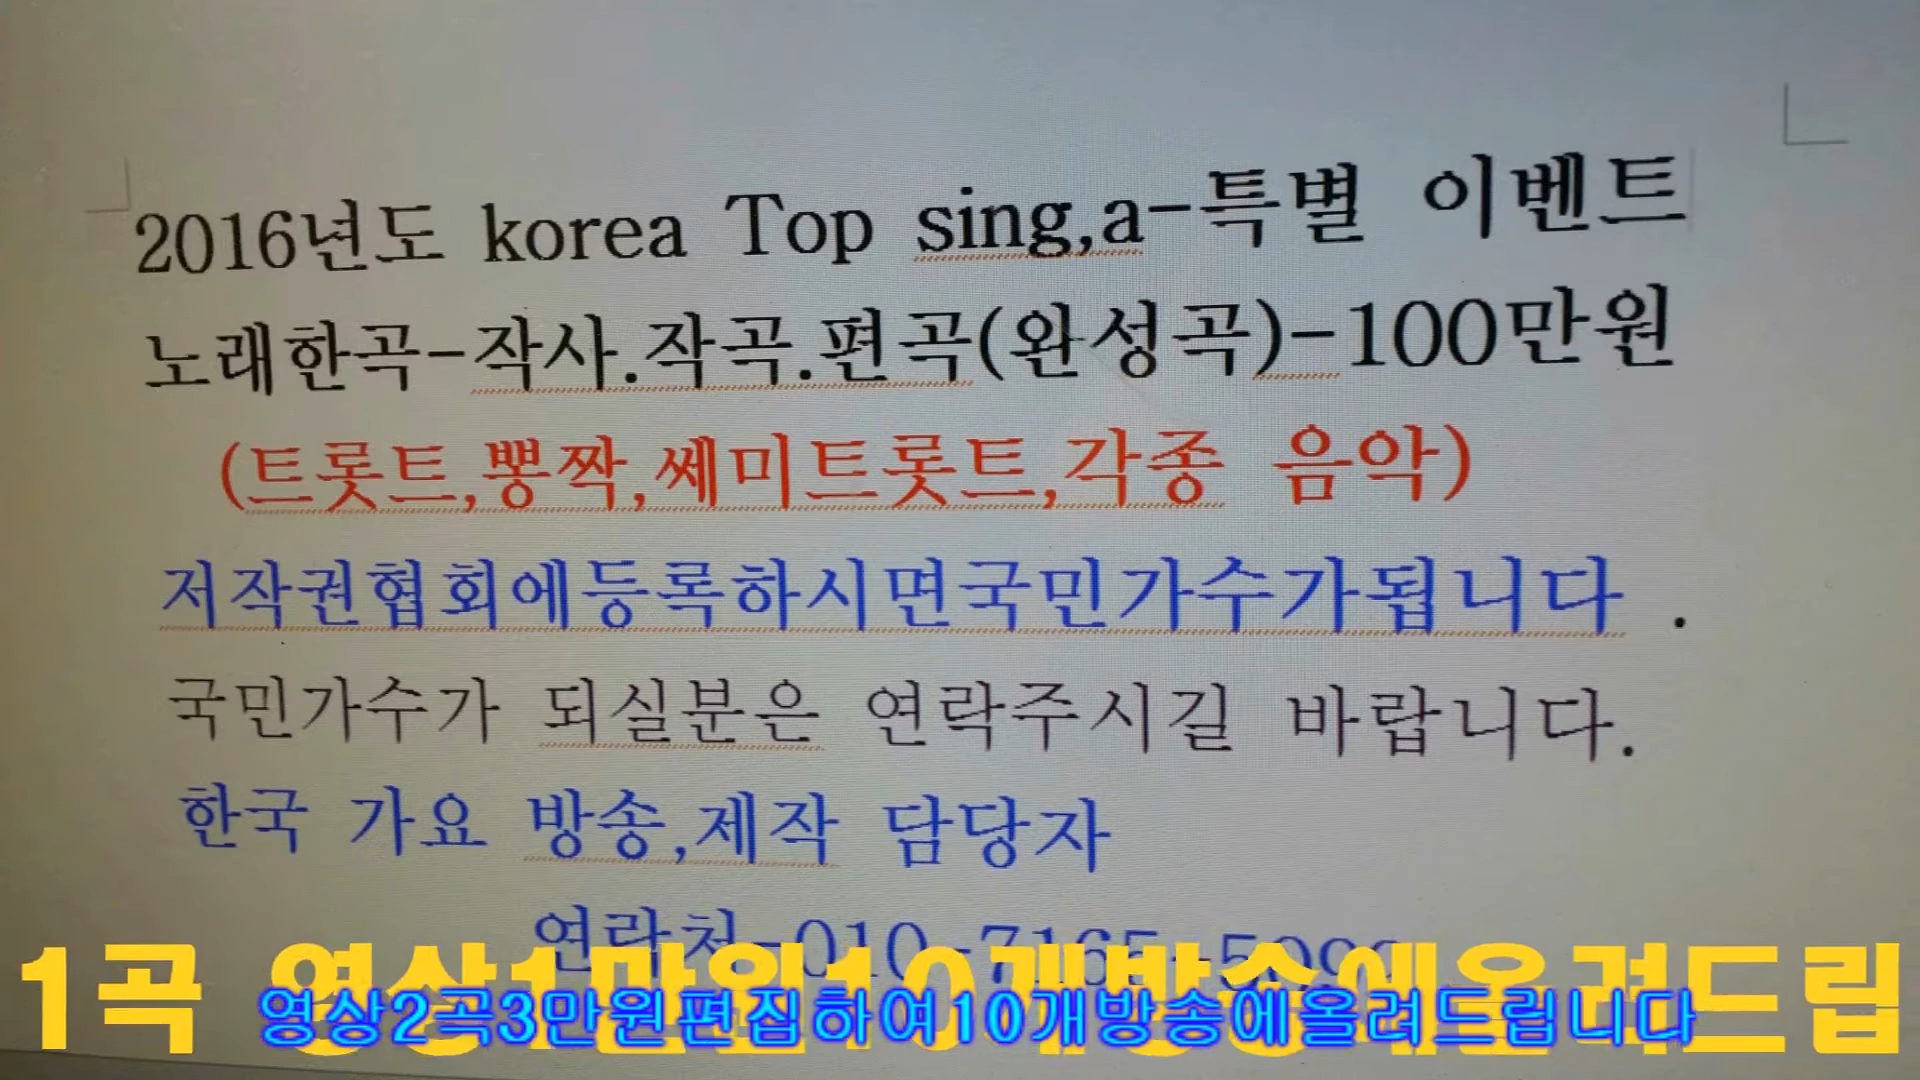 2016년도 korea Top sing,a-특별 이벤트
노래한곡-작사.작곡.편곡(완성곡)-100만원
(트롯트,뽕짝,쎄미트롯트,각종 음악)
저작권협회에등록하시면국민가수가됩니다 .
국민가수가 되실분은 연락주시길 바랍니다.
한국 가요 방송,제작 담당자
연락처-010-7165-
1곡 영상1만원10개방송에올려드립
영상2곡3만원편집하여10개방송에올려드립니다